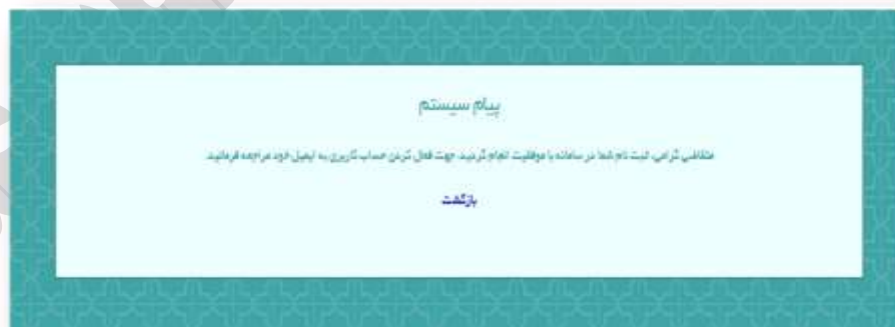 پیام سیستم
متقاضی گرامی، ثبت نام شما در سامانه با موفقیت انجام گردید، جهت فعال کردن حساب کاربری به ایمیل خود مراجعه فرمائید.
بازگشت